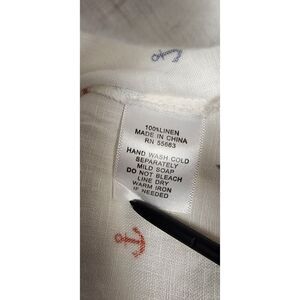 100%LINEN
MADE IN CHINA
RN 55663
HAND WASH COLD
SEPARATELY
MILD SOAP
DO NOT BLEACH
LINE DRY
WARM IRON
IF NEEDED